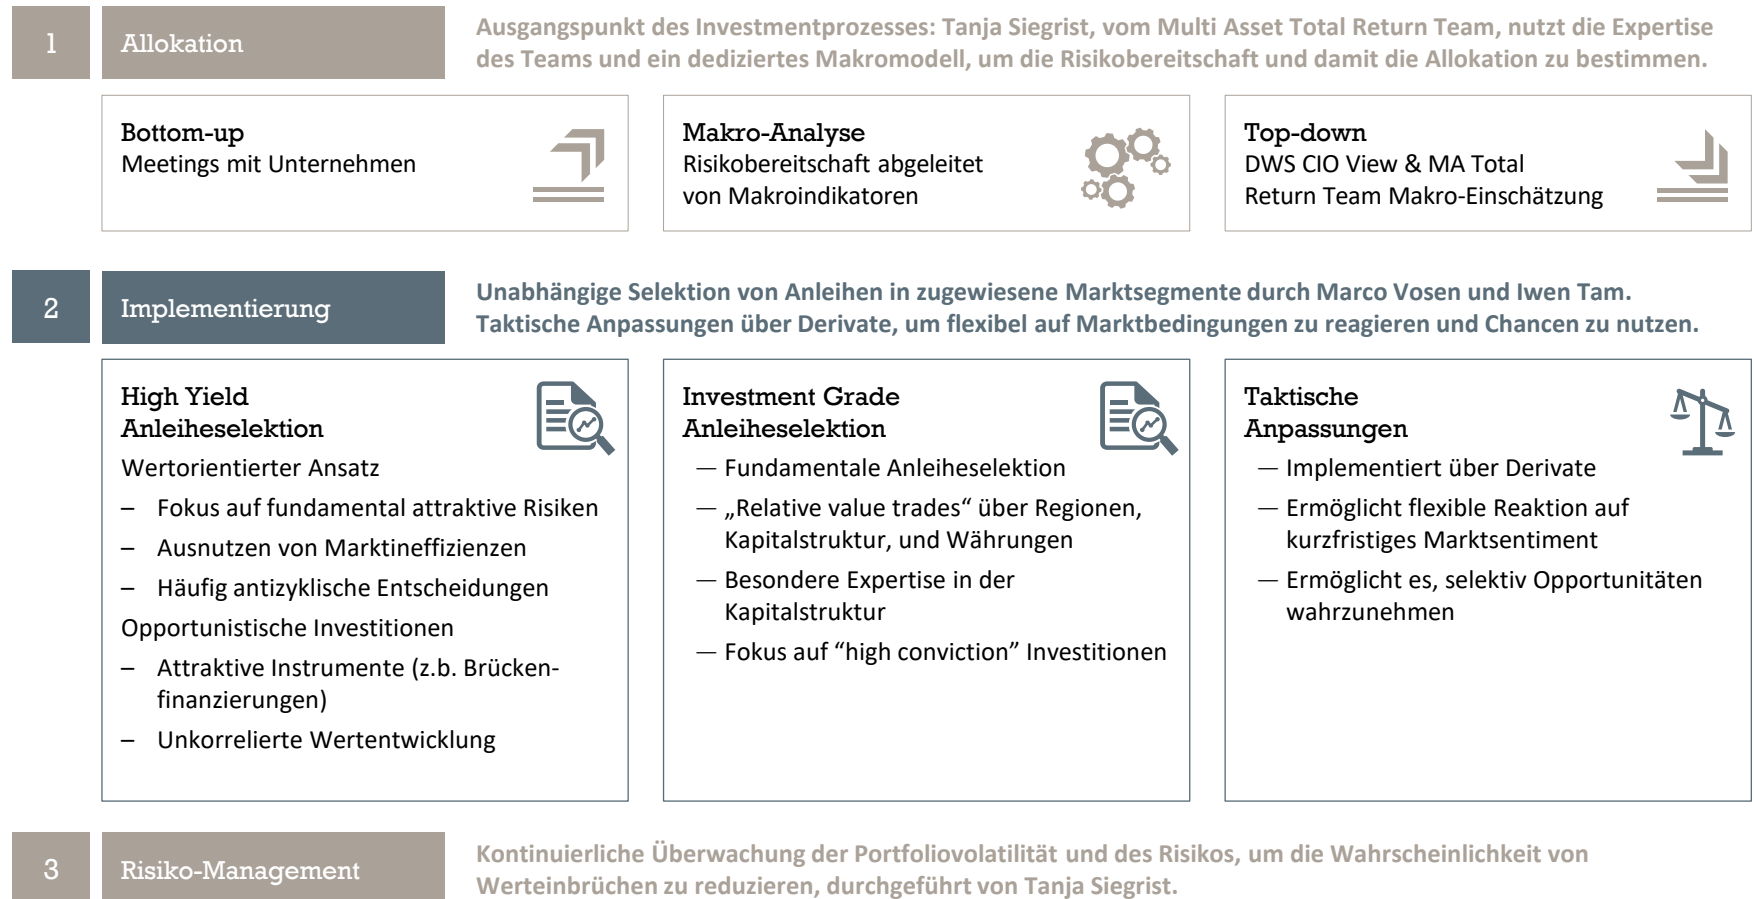 1
Allokation
Ausgangspunkt des Investmentprozesses: Tanja Siegrist, vom Multi Asset Total Return Team, nutzt die Expertise
des Teams und ein dediziertes Makromodell, um die Risikobereitschaft und damit die Allokation zu bestimmen.
Bottom-up
Meetings mit Unternehmen
Makro-Analyse
Risikobereitschaft abgeleitet
von Makroindikatoren
Top-down
DWS CIO View & MA Total
Return Team Makro-Einschätzung
2
Implementierung
Unabhängige Selektion von Anleihen in zugewiesene Marktsegmente durch Marco Vosen und Iwen Tam.
Taktische Anpassungen über Derivate, um flexibel auf Marktbedingungen zu reagieren und Chancen zu nutzen.
High Yield
Anleiheselektion
Wertorientierter Ansatz
– Fokus auf fundamental attraktive Risiken
– Ausnutzen von Marktineffizienzen
– Häufig antizyklische Entscheidungen
Opportunistische Investitionen
– Attraktive Instrumente (z.b. Brücken-
finanzierungen)
– Unkorrelierte Wertentwicklung
Investment Grade
Anleiheselektion
— Fundamentale Anleiheselektion
— „Relative value trades“ über Regionen,
Kapitalstruktur, und Währungen
— Besondere Expertise in der
Kapitalstruktur
— Fokus auf “high conviction” Investitionen
Taktische
Anpassungen
— Implementiert über Derivate
— Ermöglicht flexible Reaktion auf
kurzfristiges Marktsentiment
— Ermöglicht es, selektiv Opportunitäten
wahrzunehmen
3
Risiko-Management
Kontinuierliche Überwachung der Portfoliovolatilität und des Risikos, um die Wahrscheinlichkeit von
Werteinbrüchen zu reduzieren, durchgeführt von Tanja Siegrist.